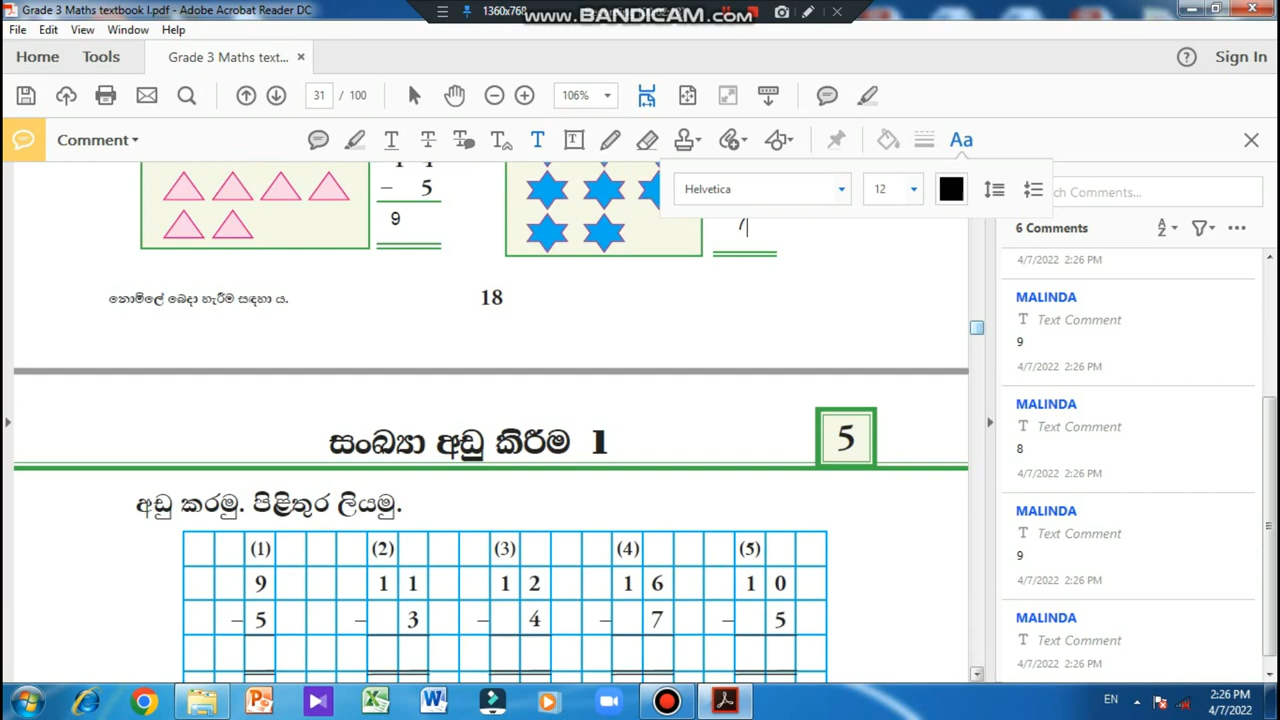 Grade 3 Maths textbook I.pdf - Adobe Acrobat Reader DC
1360x768
www.BANDICAM.com
File Edit View Window Help
Home Tools Grade 3 Maths text... × Sign In
31 / 100 106%
Comment
Helvetica 12
Search Comments...
6 Comments
4/7/2022 2:26 PM
MALINDA
T Text Comment
9
4/7/2022 2:26 PM
MALINDA
T Text Comment
8
4/7/2022 2:26 PM
MALINDA
T Text Comment
9
4/7/2022 2:26 PM
MALINDA
T Text Comment
4/7/2022 2:26 PM
− 5
9
7
නොමිලේ බෙදා හැරීම සඳහා ය. 18
සංඛ්‍යා අඩු කිරීම 1 5
අඩු කරමු. පිළිතුර ලියමු.
(1) (2) (3) (4) (5)
9 1 1 1 2 1 6 1 0
− 5 − 3 − 4 − 7 − 5
EN 2:26 PM
4/7/2022